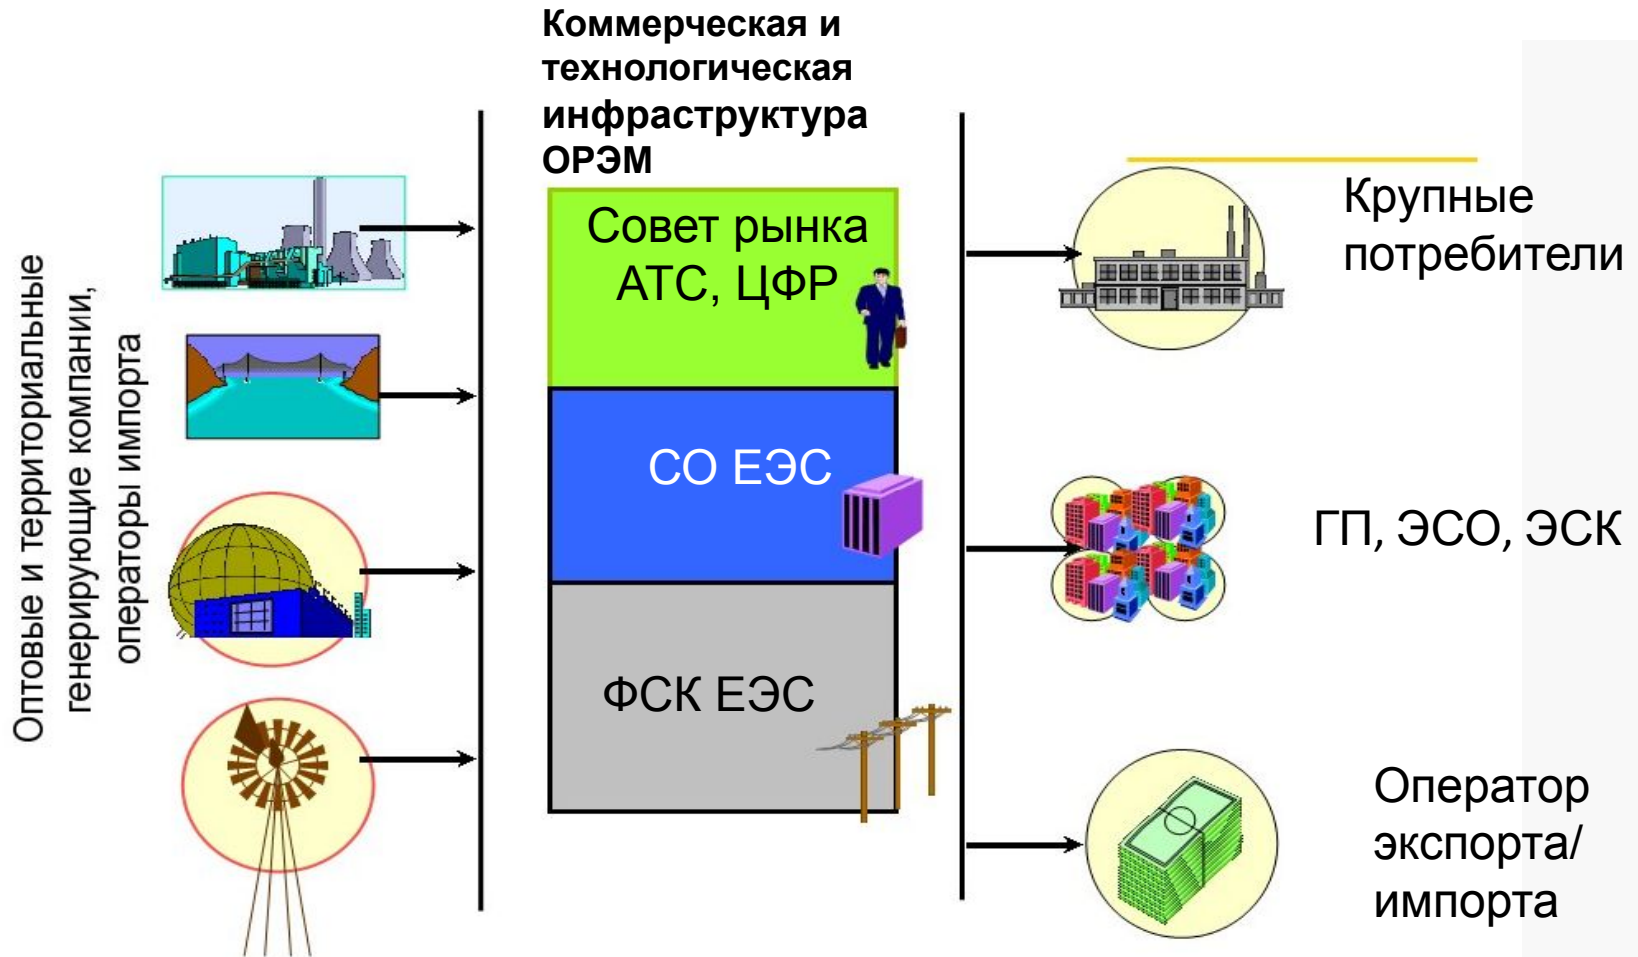 Коммерческая и
технологическая
инфраструктура
ОРЭМ
Оптовые и территориальные
генерирующие компании,
операторы импорта
Совет рынка
АТС, ЦФР
СО ЕЭС
ФСК ЕЭС
Крупные
потребители
ГП, ЭСО, ЭСК
Оператор
экспорта/
импорта